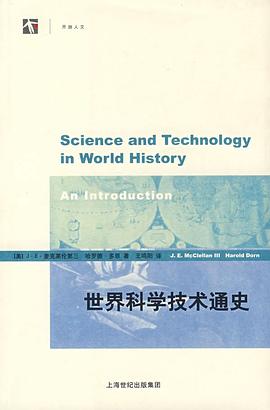 开放人文
Science and Technology
in World History
An Introduction
[美] J·E·麦克莱伦第三 哈罗德·多恩 著 王鸣阳 译
J. E. McClellan III Harold Dorn
世界科学技术通史
上海世纪出版集团